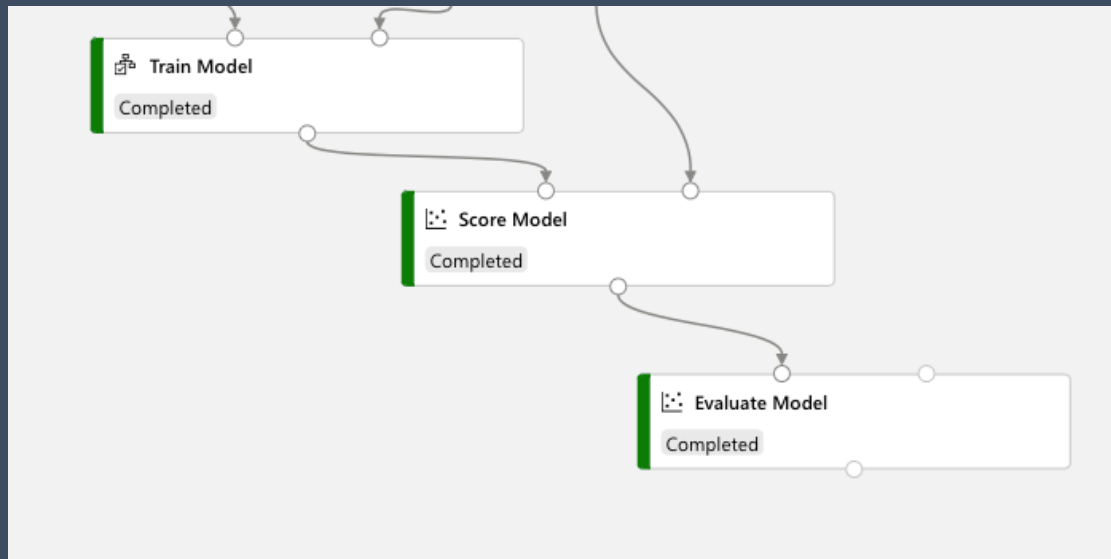 Train Model
Completed
Score Model
Completed
Evaluate Model
Completed